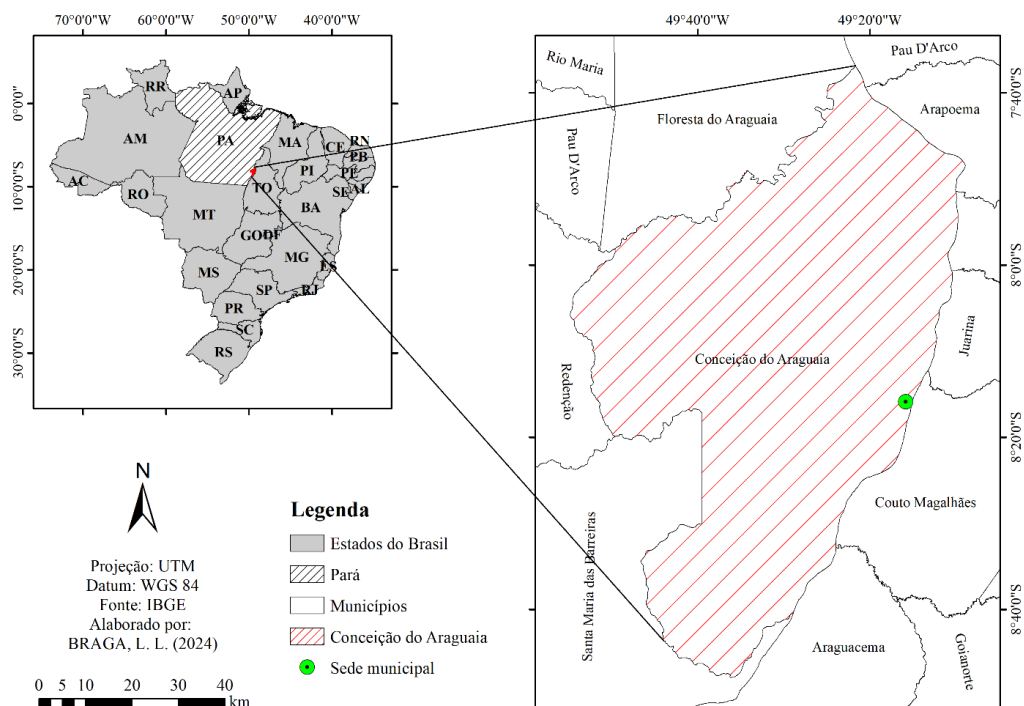 70°0'0"W
60°0'0"W
50°0'0"W
40°0'0"W
0°0'0"
10°0'0"S
20°0'0"S
30°0'0"S
RR
AP
AM
PA
MA
CE
RN
PB
PE
PI
AL
SE
AC
RO
TO
BA
MT
GO
DF
MG
ES
MS
SP
RJ
PR
SC
RS
49°40'0"W
49°20'0"W
7°40'0"S
8°0'0"S
8°20'0"S
8°40'0"S
Rio Maria
Pau D'Arco
Floresta do Araguaia
Arapoema
Pau D'Arco
Conceição do Araguaia
Juarina
Redenção
Couto Magalhães
Santa Maria das Barreiras
Araguacema
Goianorte
N
Projeção: UTM
Datum: WGS 84
Fonte: IBGE
Alaborado por:
BRAGA, L. L. (2024)
0 5 10 20 30 40
km
Legenda
Estados do Brasil
Pará
Municípios
Conceição do Araguaia
Sede municipal